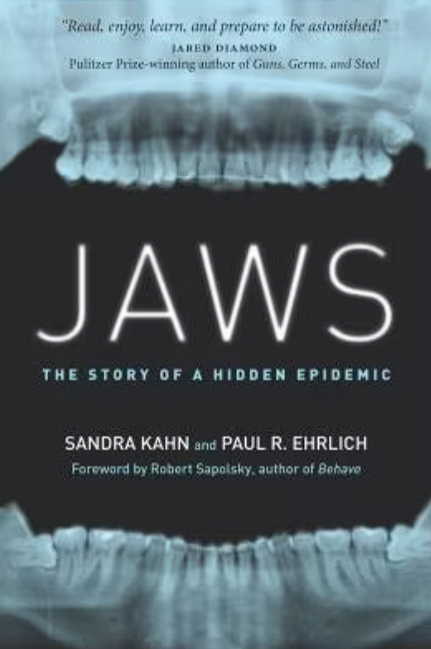 “Read, enjoy, learn, and prepare to be astonished!”
JARED DIAMOND
Pulitzer Prize-winning author of Guns, Germs, and Steel
JAWS
THE STORY OF A HIDDEN EPIDEMIC
SANDRA KAHN and PAUL R. EHRLICH
Foreword by Robert Sapolsky, author of Behave